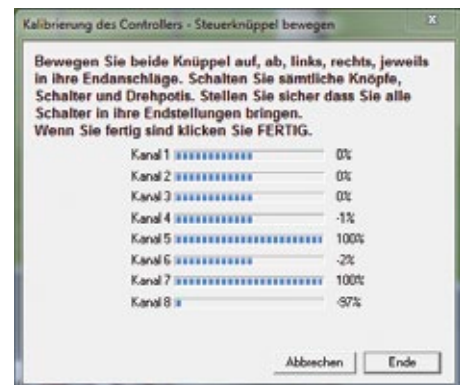 Kalibrierung des Controllers - Steuerknüppel bewegen
Bewegen Sie beide Knüppel auf, ab, links, rechts, jeweils
in ihre Endanschläge. Schalten Sie sämtliche Knöpfe,
Schalter und Drehpotis. Stellen Sie sicher dass Sie alle
Schalter in ihre Endstellungen bringen.
Wenn Sie fertig sind klicken Sie FERTIG.
Kanal 1 0%
Kanal 2 0%
Kanal 3 0%
Kanal 4 -1%
Kanal 5 100%
Kanal 6 -2%
Kanal 7 100%
Kanal 8 -97%
Abbrechen Ende